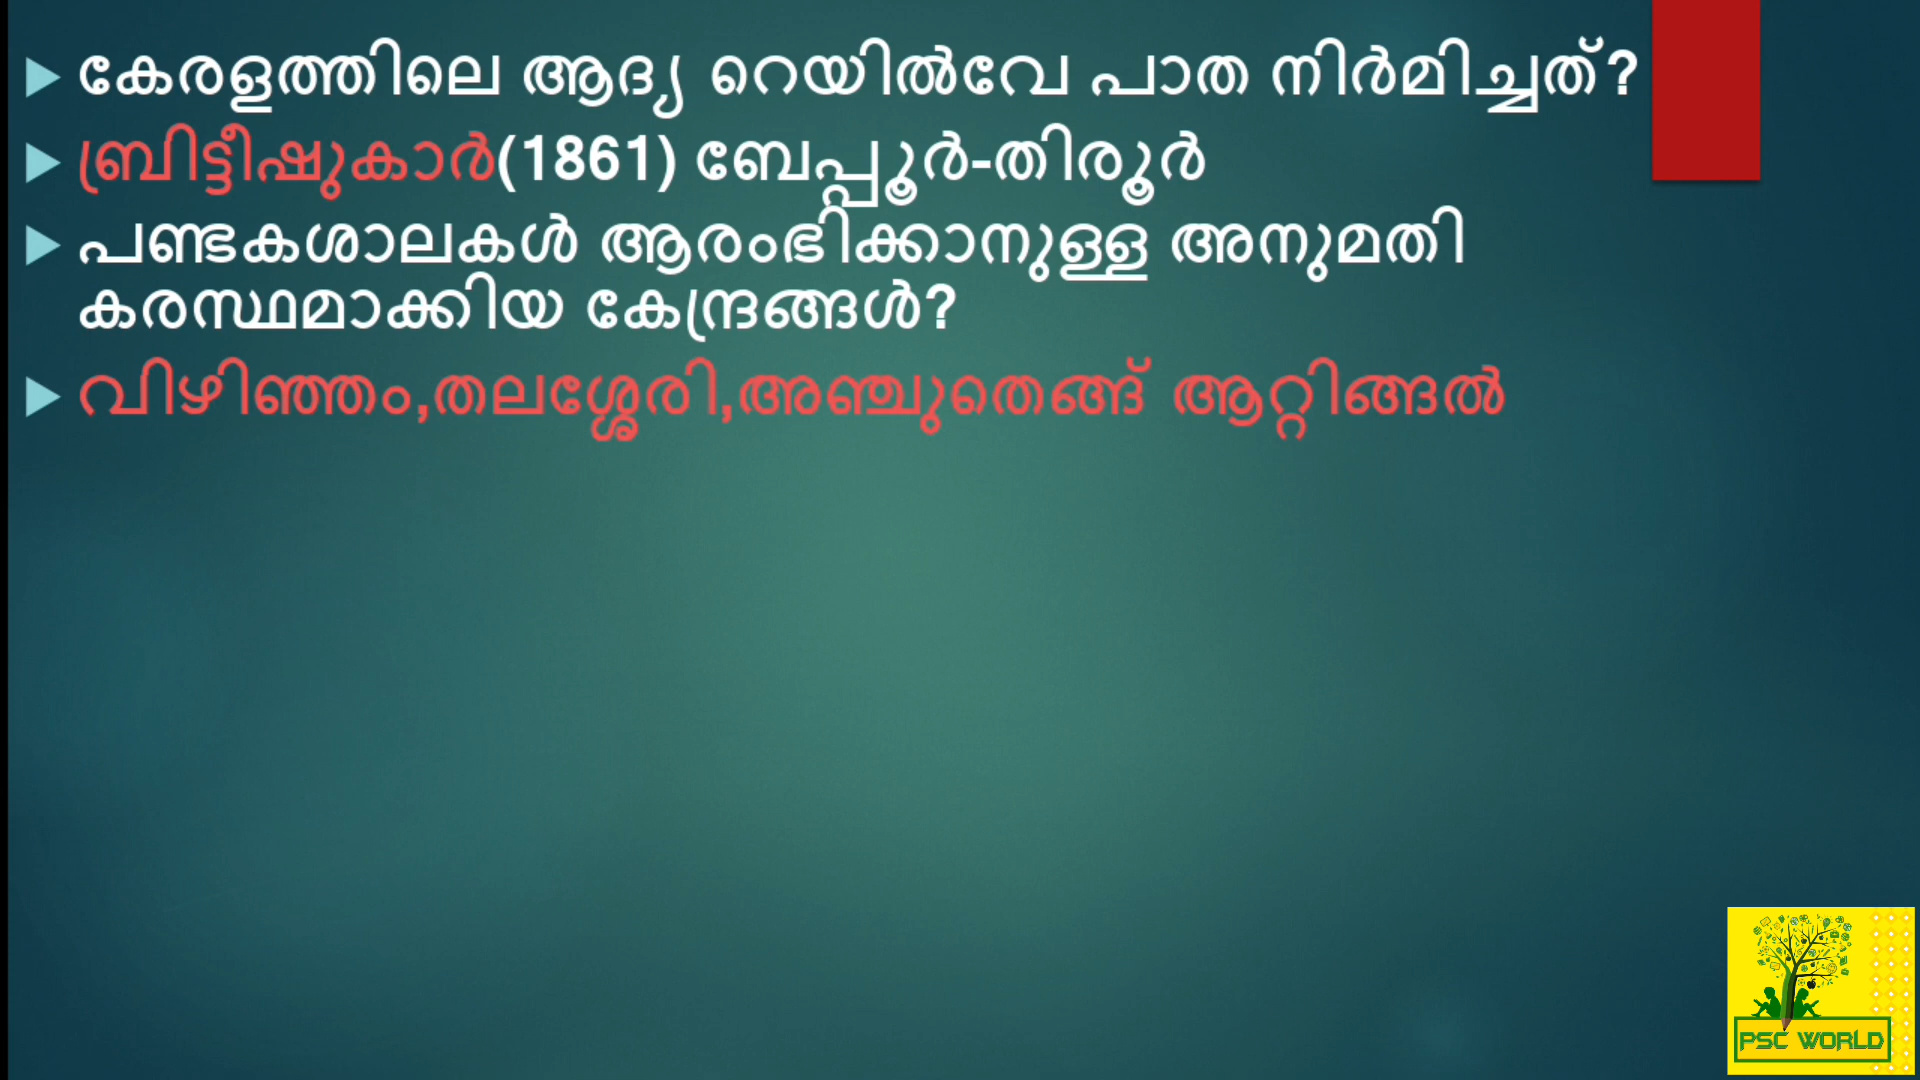 കേരളത്തിലെ ആദ്യ റെയിൽവേ പാത നിർമിച്ചത്?
ബ്രിട്ടീഷുകാർ(1861) ബേപ്പൂർ-തിരൂർ
പണ്ടകശാലകൾ ആരംഭിക്കാനുള്ള അനുമതി
കരസ്ഥമാക്കിയ കേന്ദ്രങ്ങൾ?
വിഴിഞ്ഞം,തലശ്ശേരി,അഞ്ചുതെങ്ങ് ആറ്റിങ്ങൽ
PSC WORLD